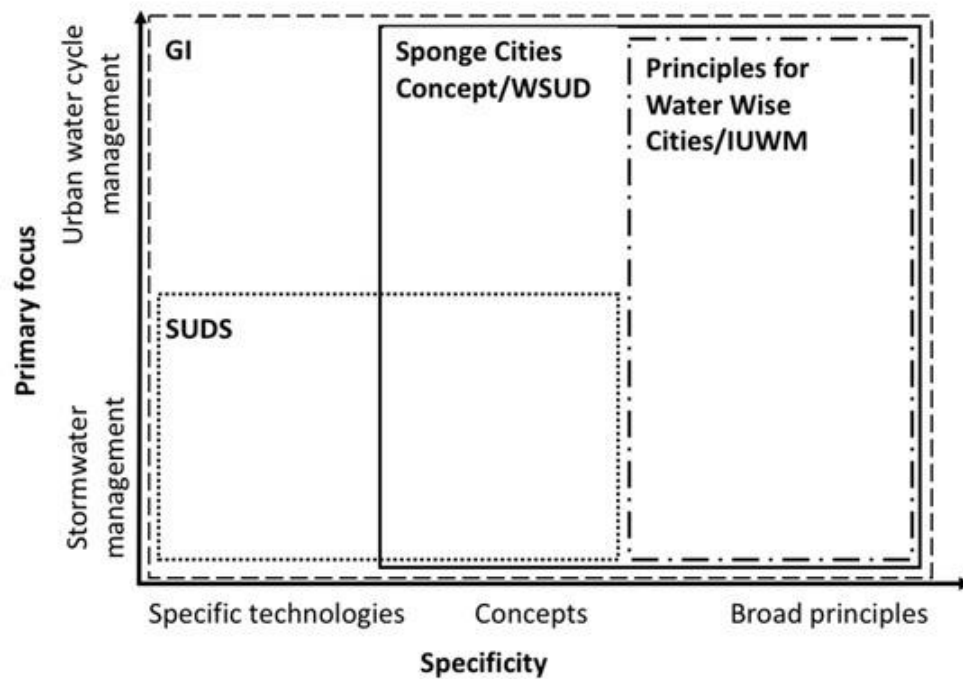 GI
Sponge Cities
Concept/WSUD
Principles for
Water Wise
Cities/IUWM
SUDS
Primary focus
Urban water cycle
management
Stormwater
management
Specific technologies
Concepts
Broad principles
Specificity